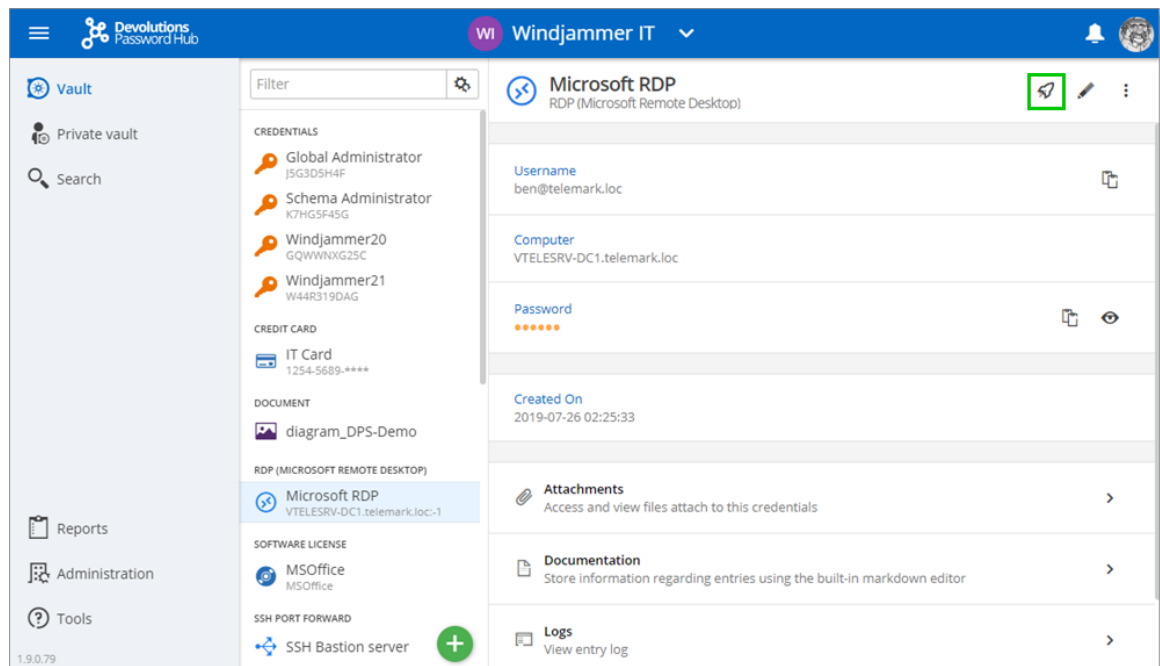 Devolutions
Password Hub
WI
Windjammer IT
Vault
Private vault
Search
Reports
Administration
Tools
1.9.0.79
Filter
CREDENTIALS
Global Administrator
J5G3D5H4F
Schema Administrator
K7HG5F45G
Windjammer20
GQWWNXG25C
Windjammer21
W44R319DAG
CREDIT CARD
IT Card
1254-5689-****
DOCUMENT
diagram_DPS-Demo
RDP (MICROSOFT REMOTE DESKTOP)
Microsoft RDP
VTELESRV-DC1.telemark.loc:-1
SOFTWARE LICENSE
MSOffice
MSOffice
SSH PORT FORWARD
SSH Bastion server
Microsoft RDP
RDP (Microsoft Remote Desktop)
Username
ben@telemark.loc
Computer
VTELESRV-DC1.telemark.loc
Password
Created On
2019-07-26 02:25:33
Attachments
Access and view files attach to this credentials
Documentation
Store information regarding entries using the built-in markdown editor
Logs
View entry log